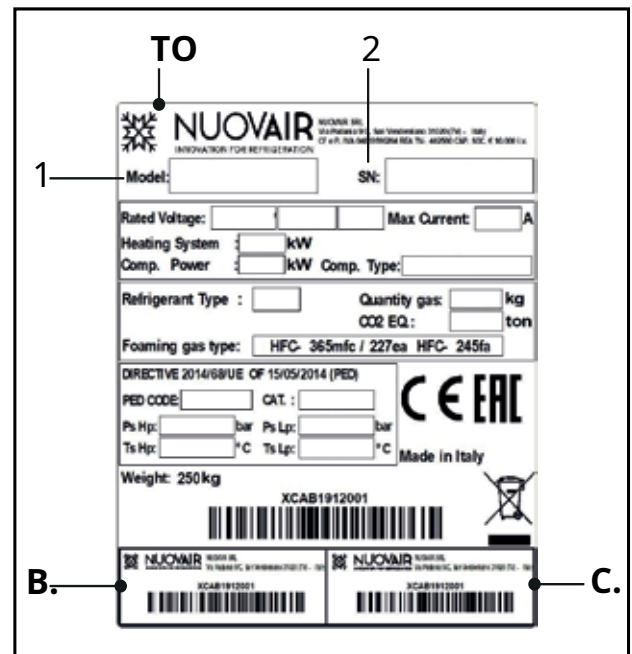 TO
2
NUOVAIR
INNOVATION FOR REFRIGERATION
NUOVAIR SRL
1
Model:
SN:
Rated Voltage:
Max Current:
A
Heating System :
kW
Comp. Power :
kW
Comp. Type:
Refrigerant Type :
Quantity gas:
kg
CO2 EQ.:
ton
Foaming gas type:
HFC- 365mfc / 227ea HFC- 245fa
DIRECTIVE 2014/68/UE OF 15/05/2014 (PED)
PED CODE:
CAT. :
Ps Hp:
bar
Ps Lp:
bar
Ts Hp:
°C
Ts Lp:
°C
CE EAC
Made in Italy
Weight: 250kg
XCAB1912001
B.
NUOVAIR
XCAB1912001
NUOVAIR
XCAB1912001
C.